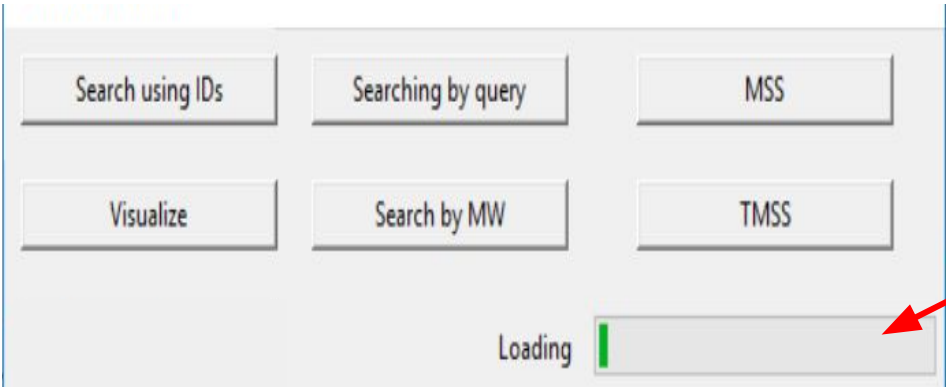 Search using IDs
Searching by query
MSS
Visualize
Search by MW
TMSS
Loading